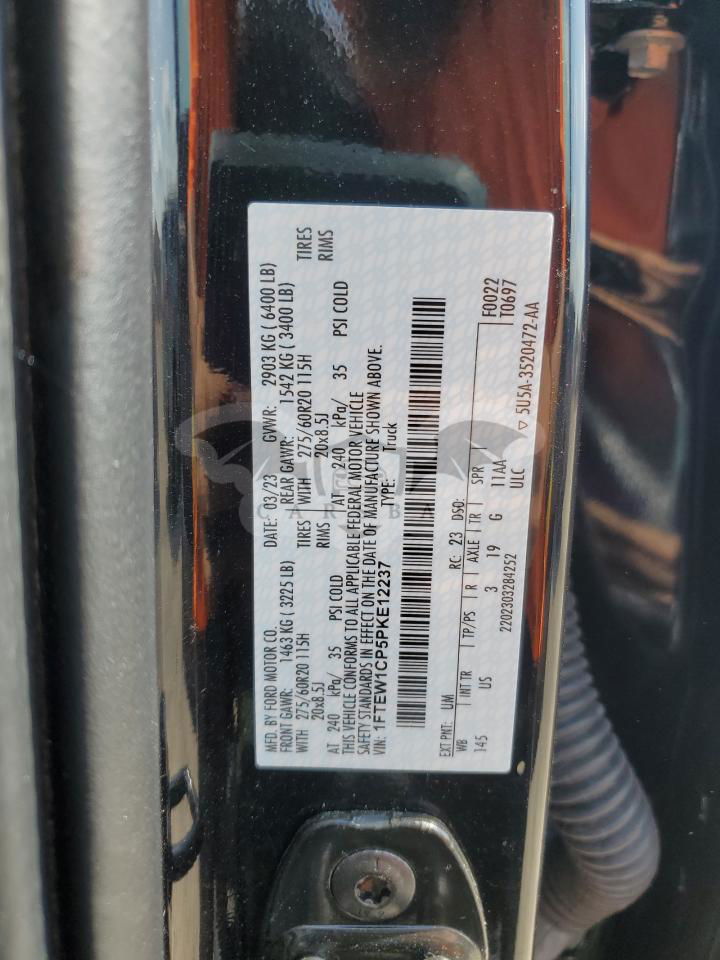 MFD. BY FORD MOTOR CO. DATE: 03/23 GVWR: 2903 KG ( 6400 LB)
FRONT GAWR: 1463 KG ( 3225 LB) REAR GAWR: 1542 KG ( 3400 LB)
WITH 275/60R20 115H TIRES WITH 275/60R20 115H TIRES
20x8.5J RIMS 20x8.5J RIMS
AT 240 kPa/ 35 PSI COLD AT 240 kPa/ 35 PSI COLD
THIS VEHICLE CONFORMS TO ALL APPLICABLE FEDERAL MOTOR VEHICLE
SAFETY STANDARDS IN EFFECT ON THE DATE OF MANUFACTURE SHOWN ABOVE.
VIN: 1FTEW1CP5PKE12237 TYPE: Truck
EXT PNT: UM RC: 23 DSO: F0022
WB INT TR TP/PS R AXLE TR SPR T0697
145 US 3 19 G 11AA
2202303284252 ULC ▽ 5U5A-3520472-AA